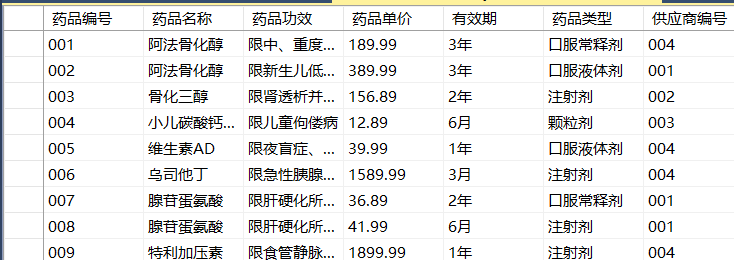 药品编号 药品名称 药品功效 药品单价 有效期 药品类型 供应商编号
001 阿法骨化醇 限中、重度... 189.99 3年 口服常释剂 004
002 阿法骨化醇 限新生儿低... 389.99 3年 口服液体剂 001
003 骨化三醇 限肾透析并... 156.89 2年 注射剂 002
004 小儿碳酸钙... 限儿童佝偻病 12.89 6月 颗粒剂 003
005 维生素AD 限夜盲症、... 39.99 1年 口服液体剂 004
006 乌司他丁 限急性胰腺... 1589.99 3月 注射剂 004
007 腺苷蛋氨酸 限肝硬化所... 36.89 2年 口服常释剂 001
008 腺苷蛋氨酸 限肝硬化所... 41.99 6月 注射剂 001
009 特利加压素 限食管静脉... 1899.99 1年 注射剂 004